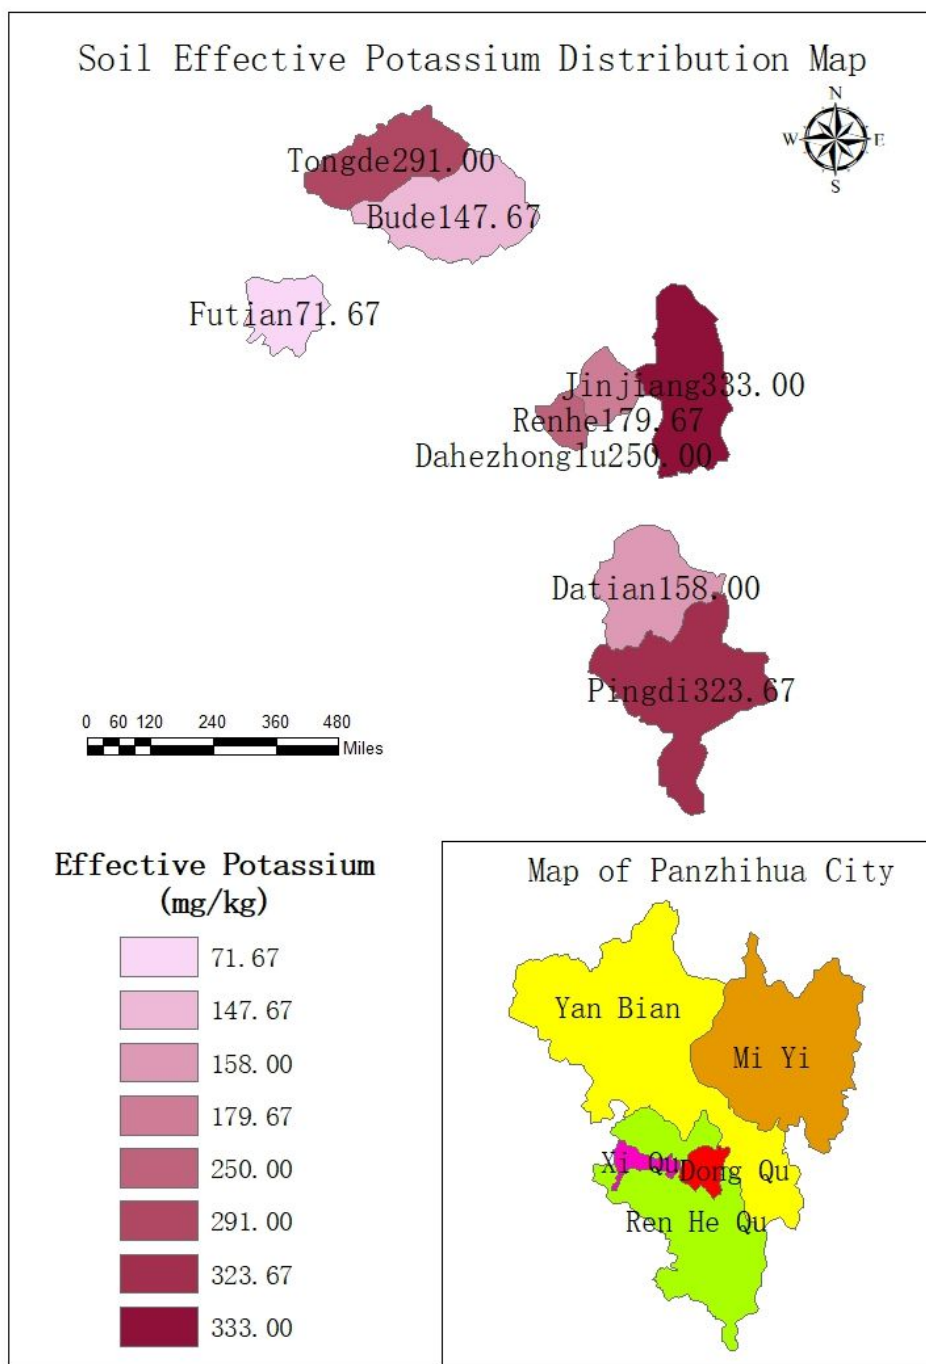 Soil Effective Potassium Distribution Map
N
W E
S
Tongde291.00
Bude147.67
Futian71.67
Jinjiang333.00
Renhe179.67
Dahezhonglu250.00
Datian158.00
Pingdi323.67
0 60 120 240 360 480
Miles
Effective Potassium
(mg/kg)
71.67
147.67
158.00
179.67
250.00
291.00
323.67
333.00
Map of Panzhihua City
Yan Bian
Mi Yi
Xi Qu
Dong Qu
Ren He Qu